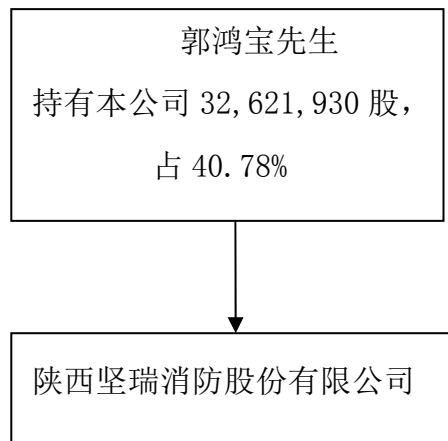 郭鸿宝先生
持有本公司 32,621,930 股，
占 40.78%
陕西坚瑞消防股份有限公司